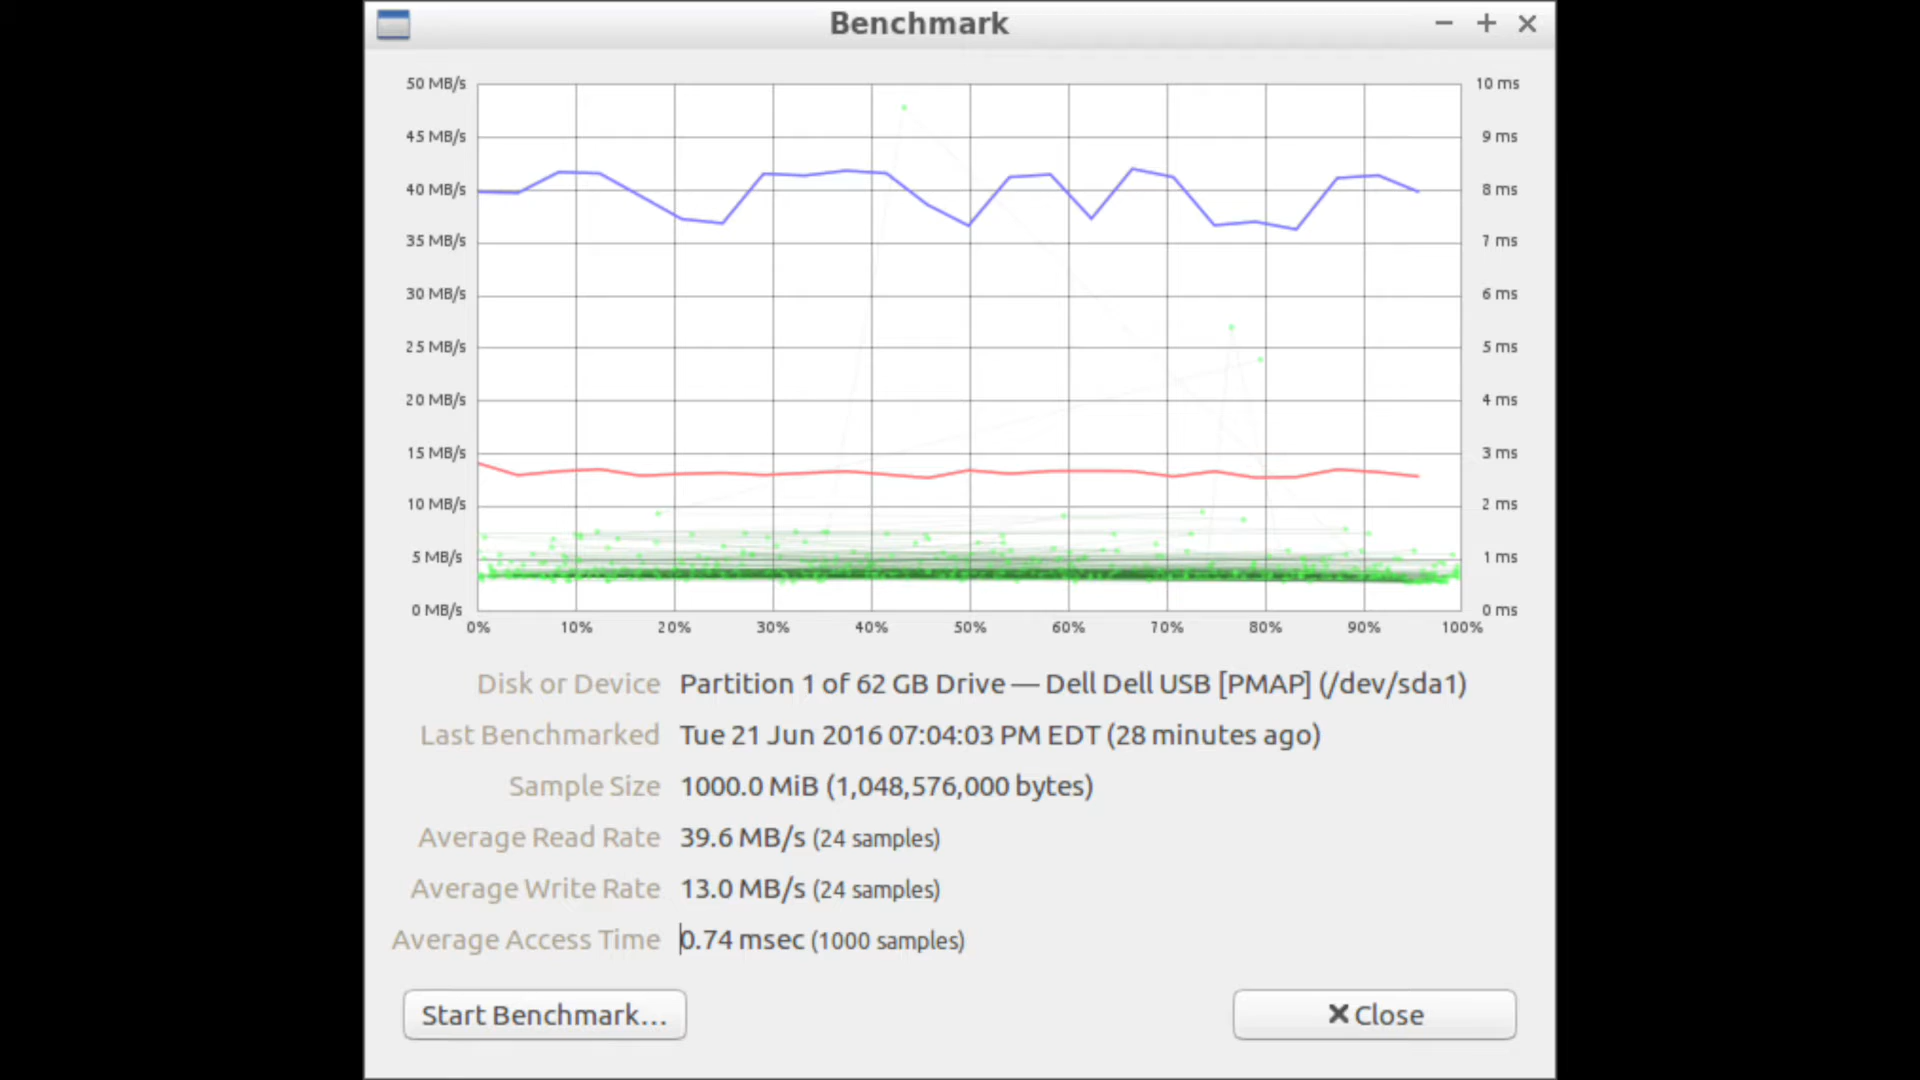 Benchmark
50 MB/s 10 ms
45 MB/s 9 ms
40 MB/s 8 ms
35 MB/s 7 ms
30 MB/s 6 ms
25 MB/s 5 ms
20 MB/s 4 ms
15 MB/s 3 ms
10 MB/s 2 ms
5 MB/s 1 ms
0 MB/s 0 ms
0% 10% 20% 30% 40% 50% 60% 70% 80% 90% 100%
Disk or Device Partition 1 of 62 GB Drive — Dell Dell USB [PMAP] (/dev/sda1)
Last Benchmarked Tue 21 Jun 2016 07:04:03 PM EDT (28 minutes ago)
Sample Size 1000.0 MiB (1,048,576,000 bytes)
Average Read Rate 39.6 MB/s (24 samples)
Average Write Rate 13.0 MB/s (24 samples)
Average Access Time 0.74 msec (1000 samples)
Start Benchmark... Close